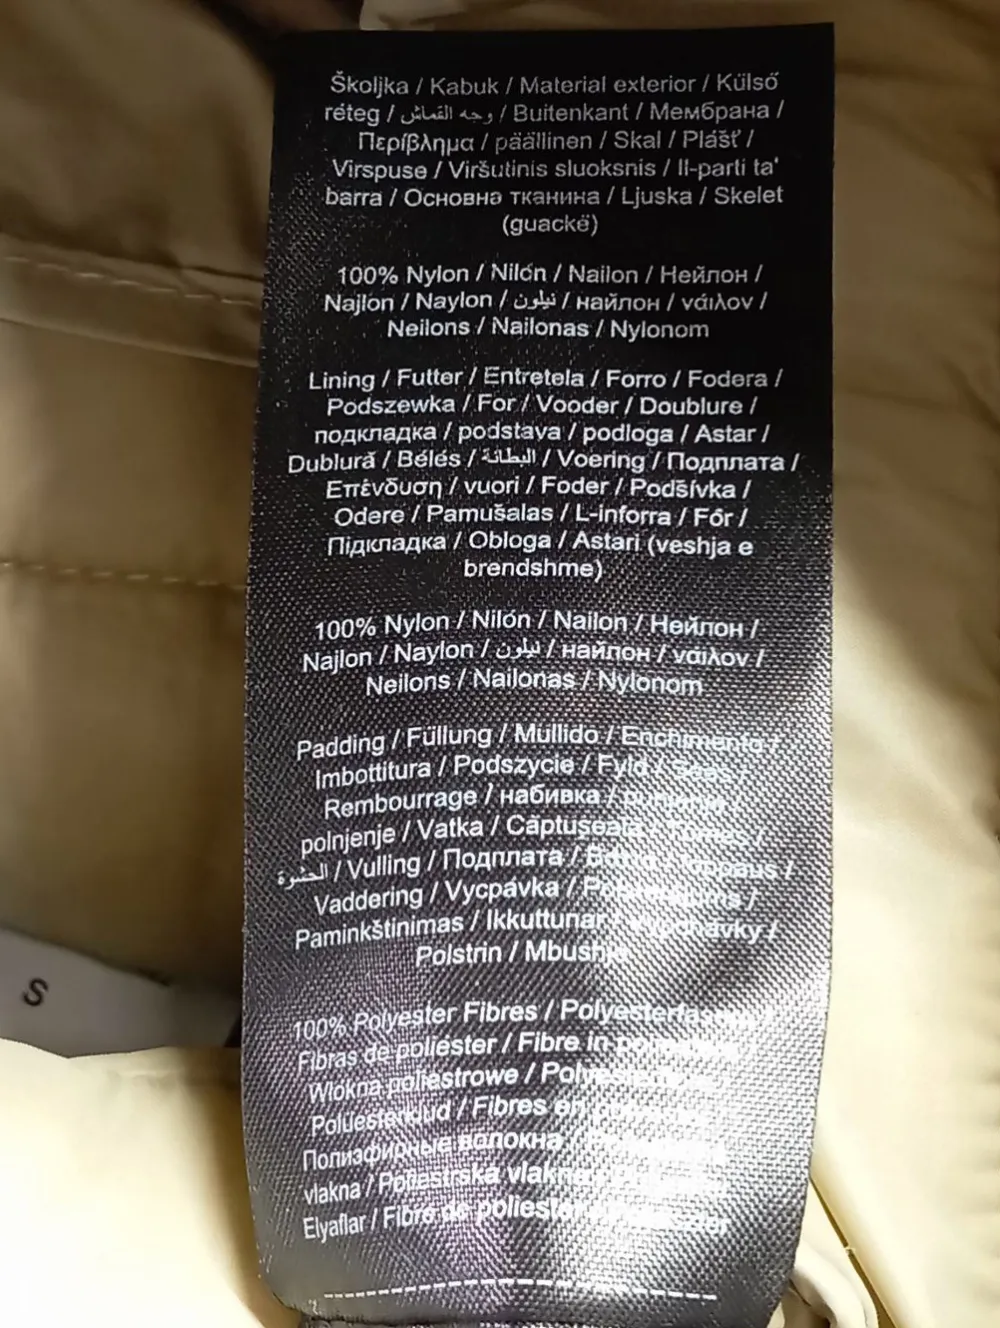 Školjka / Kabuk / Material exterior / Külső
réteg / وجه القماش / Buitenkant / Мембрана /
Περίβλημα / päällinen / Skal / Plášť /
Virspuse / Viršutinis sluoksnis / Il-parti ta'
barra / Основна тканина / Ljuska / Skelet
(guackë)
100% Nylon / Nilón / Nailon / Нейлон /
Najlon / Naylon / نيلون / найлон / νάιλον /
Neilons / Nailonas / Nylonom
Lining / Futter / Entretela / Forro / Fodera /
Podszewka / For / Vooder / Doublure /
подкладка / podstava / podloga / Astar /
Dublură / Bélés / البطانة / Voering / Подплата /
Επένδυση / vuori / Foder / Podšívka /
Odere / Pamušalas / L-inforra / Fór /
Підкладка / Obloga / Astari (veshja e
brendshme)
100% Nylon / Nilón / Nailon / Нейлон /
Najlon / Naylon / نيلون / найлон / νάιλον /
Neilons / Nailonas / Nylonom
Padding / Füllung / Mullido / Enchimento /
Imbottitura / Podszycie / Fyld /
Rembourrage / набивка /
polnjenje / Vatka / Căptușeală /
الحشوة / Vulling / Подплата /
Vaddering / Vycpávka /
Paminkštinimas / Ikkuttunar /
Polstrin / Mbushje
S
100% Polyester Fibres / Polyesterfasern /
Fibras de poliéster / Fibre in
Włókna poliestrowe /
Poluesterkiud / Fibres en
Полиэфирные волокна /
vlakna / Poliestrska vlakna
Elyaflar / Fibre de poliester